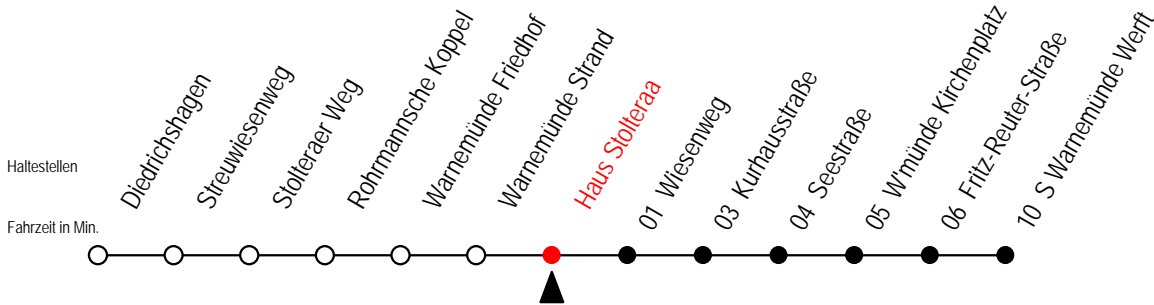 Haltestellen
Diedrichshagen
Streuwiesenweg
Stolteraer Weg
Rohrmannsche Koppel
Warnemünde Friedhof
Warnemünde Strand
Haus Stolteraa
01 Wiesenweg
03 Kurhausstraße
04 Seestraße
05 W'münde Kirchenplatz
06 Fritz-Reuter-Straße
10 S Warnemünde Werft
Fahrzeit in Min.